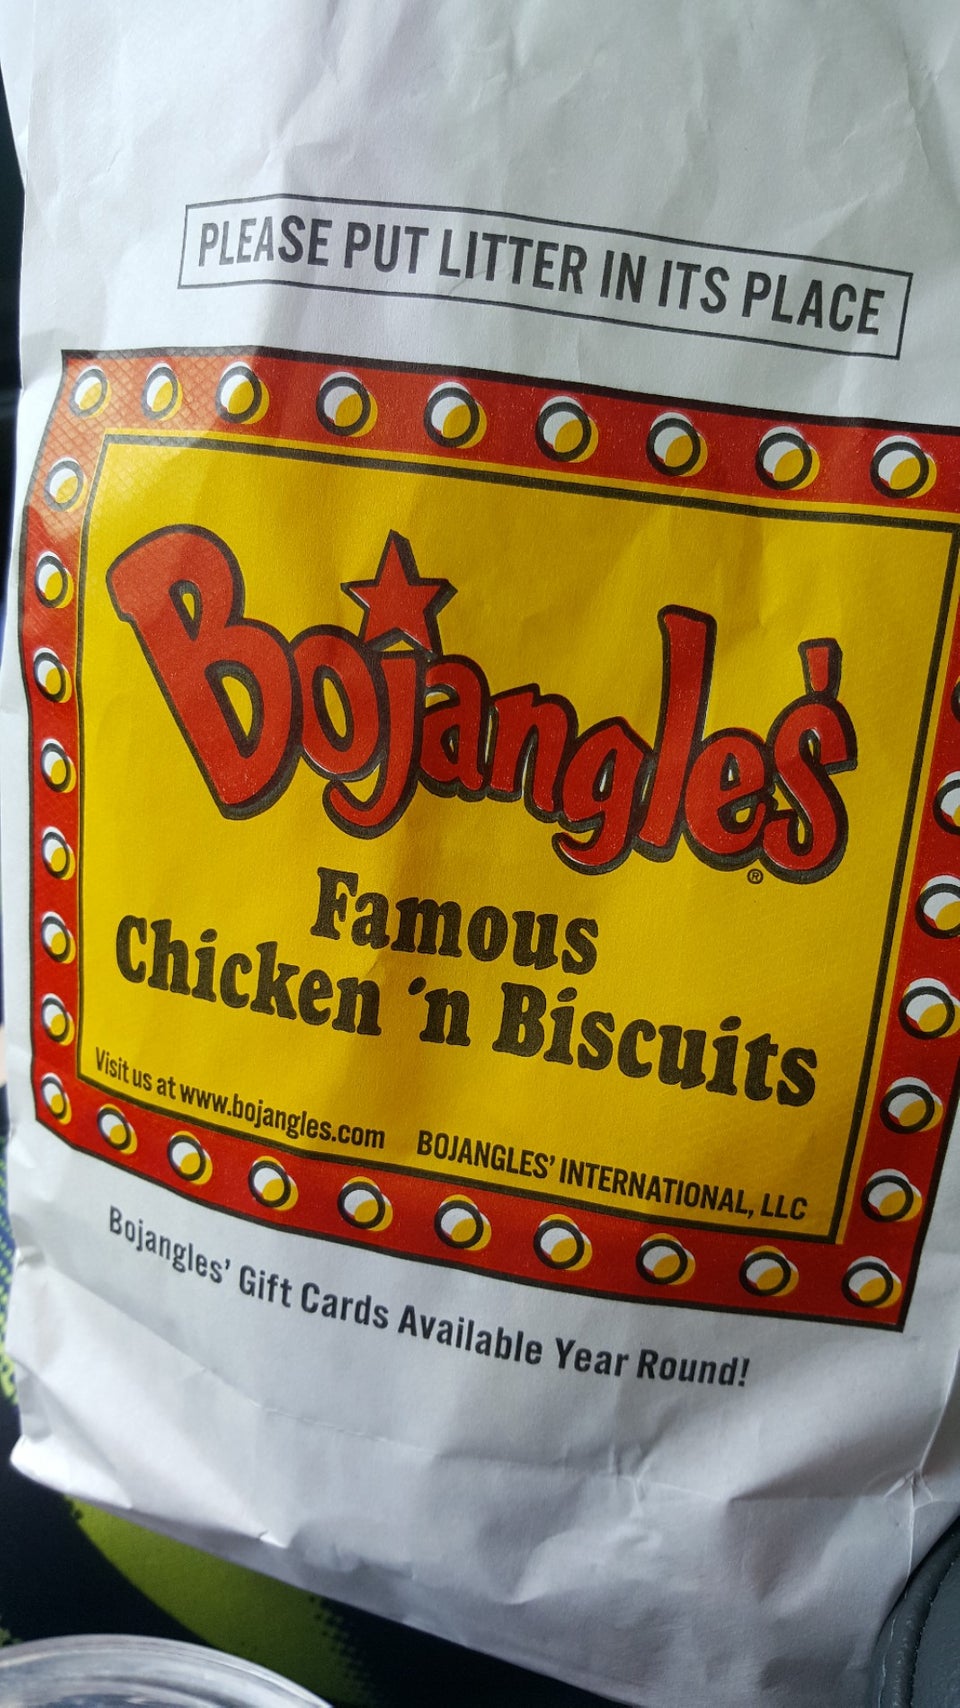 PLEASE PUT LITTER IN ITS PLACE
Bojangles'®
Famous
Chicken 'n Biscuits
Visit us at www.bojangles.com BOJANGLES' INTERNATIONAL, LLC
Bojangles' Gift Cards Available Year Round!